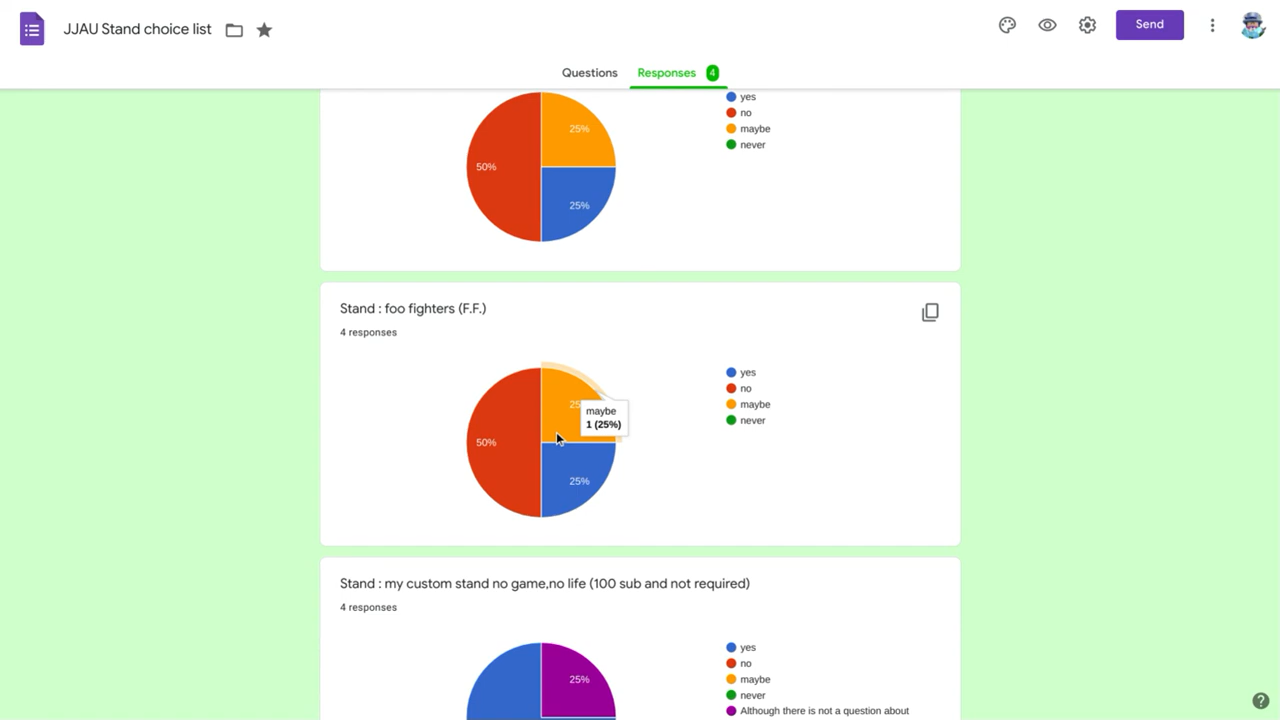 JJAU Stand choice list
Send
Questions
Responses 4
25%
50%
25%
yes
no
maybe
never
Stand : foo fighters (F.F.)
4 responses
25
50%
25%
maybe
1 (25%)
yes
no
maybe
never
Stand : my custom stand no game,no life (100 sub and not required)
4 responses
25%
yes
no
maybe
never
Although there is not a question about